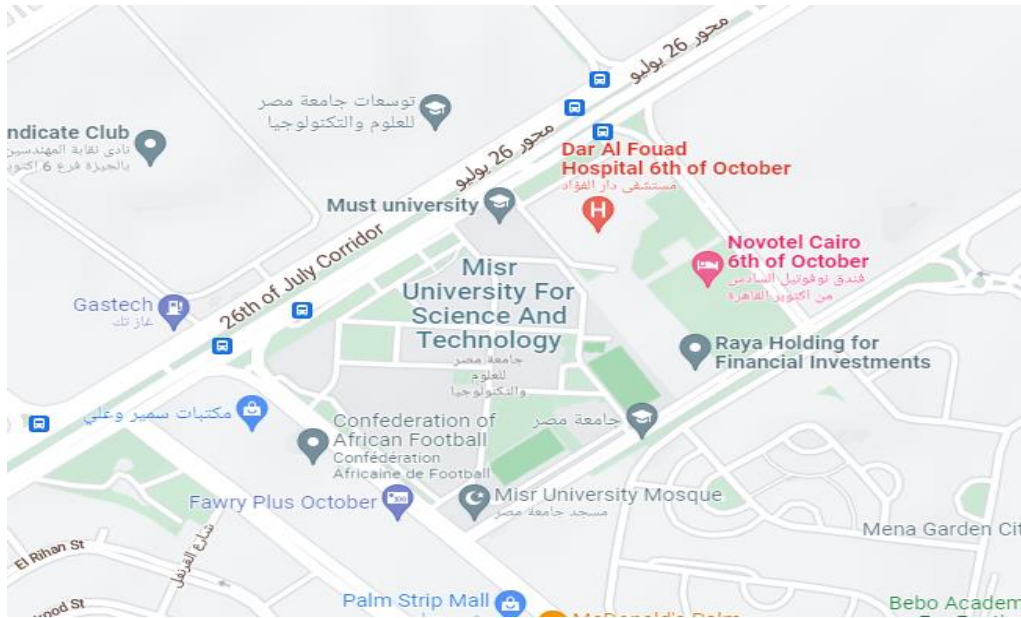 محور 26 يوليو
توسعات جامعة مصر
للعلوم والتكنولوجيا
محور 26 يوليو
ndicate Club
نادى نقابة المهندسين
بالجيزة فرع 6 اكتوبر
Dar Al Fouad
Hospital 6th of October
مستشفى دار الفؤاد
Must university
Novotel Cairo
6th of October
فندق نوفوتيل السادس
من أكتوبر القاهرة
26th of July Corridor
Misr
University For
Science And
Technology
جامعة مصر
للعلوم
والتكنولوجيا
Gastech
غاز تك
Raya Holding for
Financial Investments
مكتبات سمير وعلي
Confederation of
African Football
Confédération
Africaine de Football
جامعة مصر
Fawry Plus October
Misr University Mosque
مسجد جامعة مصر
Mena Garden Cit
El Rihan St
شارع القرنفل
ood St
Palm Strip Mall
McDonald's Palm
Bebo Academ